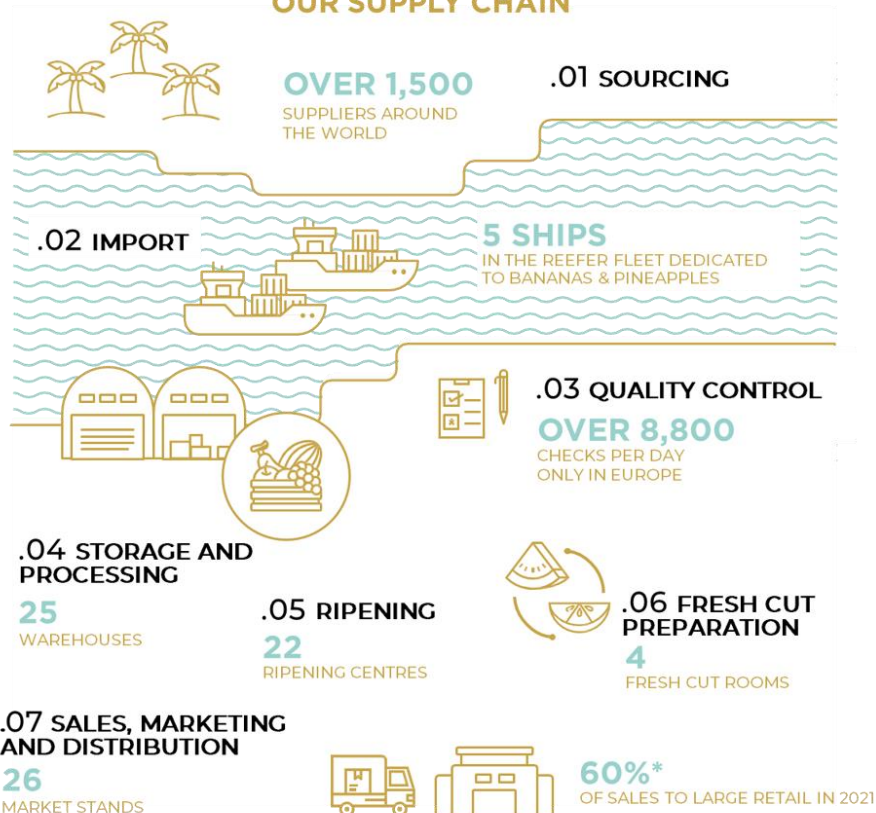 OUR SUPPLY CHAIN
OVER 1,500
SUPPLIERS AROUND
THE WORLD
.01 SOURCING
.02 IMPORT
5 SHIPS
IN THE REEFER FLEET DEDICATED
TO BANANAS & PINEAPPLES
.03 QUALITY CONTROL
OVER 8,800
CHECKS PER DAY
ONLY IN EUROPE
.04 STORAGE AND
PROCESSING
25
WAREHOUSES
.05 RIPENING
22
RIPENING CENTRES
.06 FRESH CUT
PREPARATION
4
FRESH CUT ROOMS
.07 SALES, MARKETING
AND DISTRIBUTION
26
MARKET STANDS
60%*
OF SALES TO LARGE RETAIL IN 2021